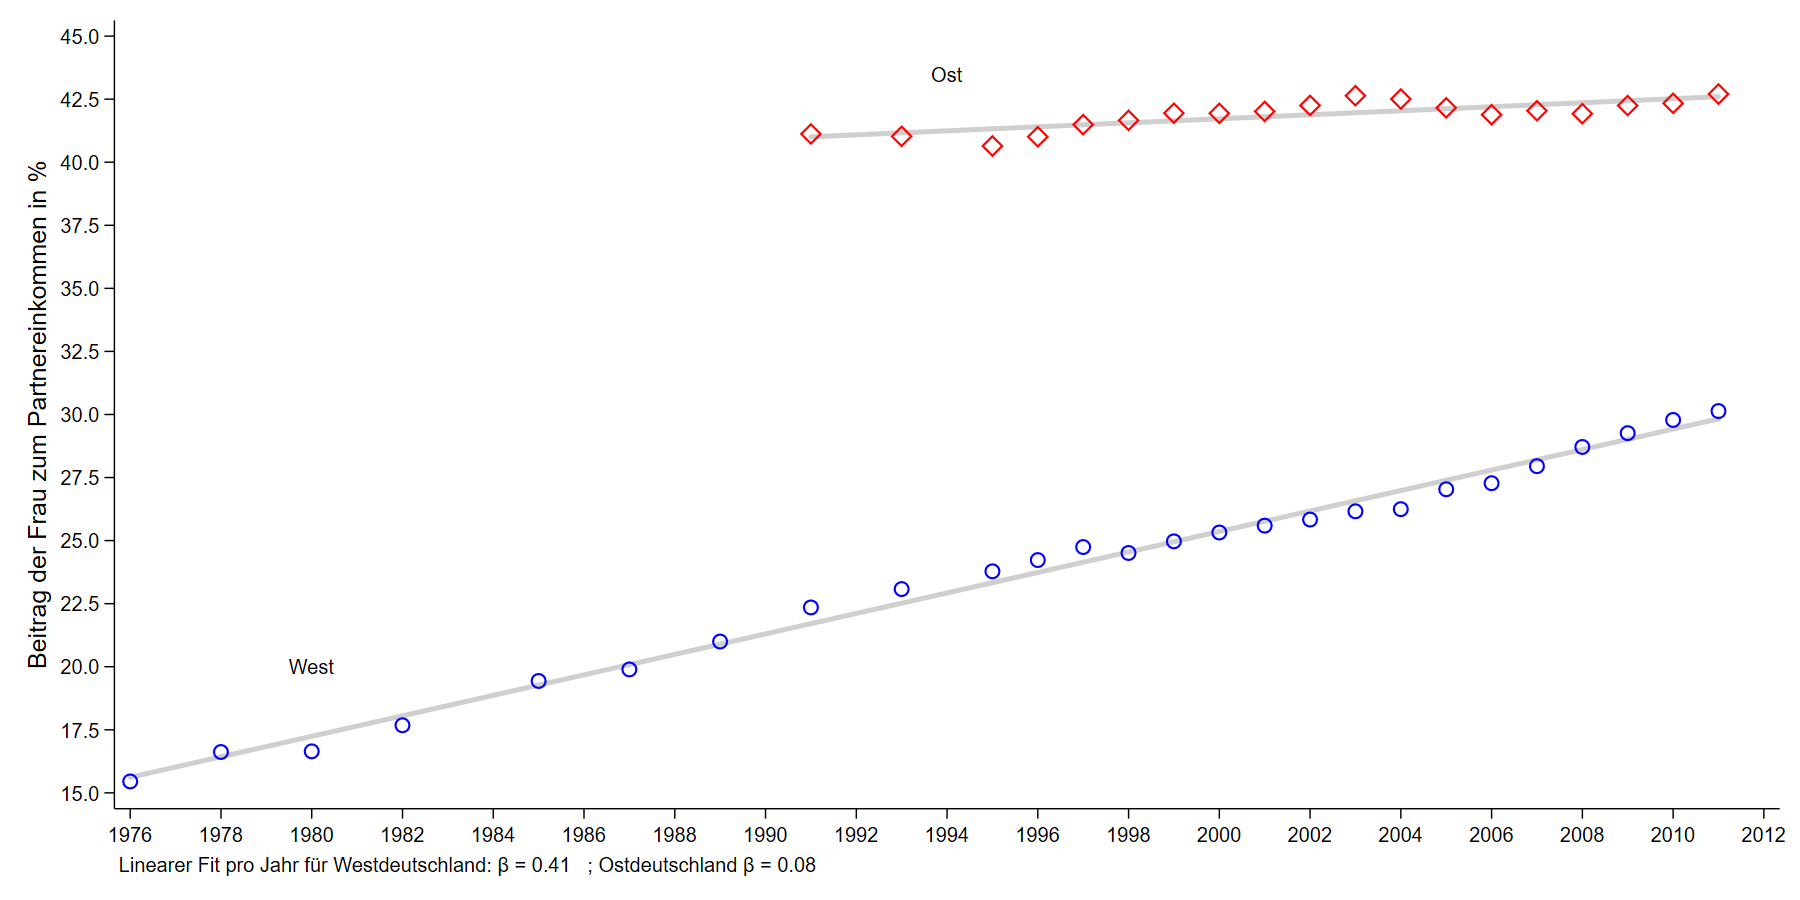 45.0
42.5
40.0
37.5
35.0
32.5
30.0
27.5
25.0
22.5
20.0
17.5
15.0
Beitrag der Frau zum Partnereinkommen in %
Ost
West
1976 1978 1980 1982 1984 1986 1988 1990 1992 1994 1996 1998 2000 2002 2004 2006 2008 2010 2012
Linearer Fit pro Jahr für Westdeutschland: β = 0.41 ; Ostdeutschland β = 0.08